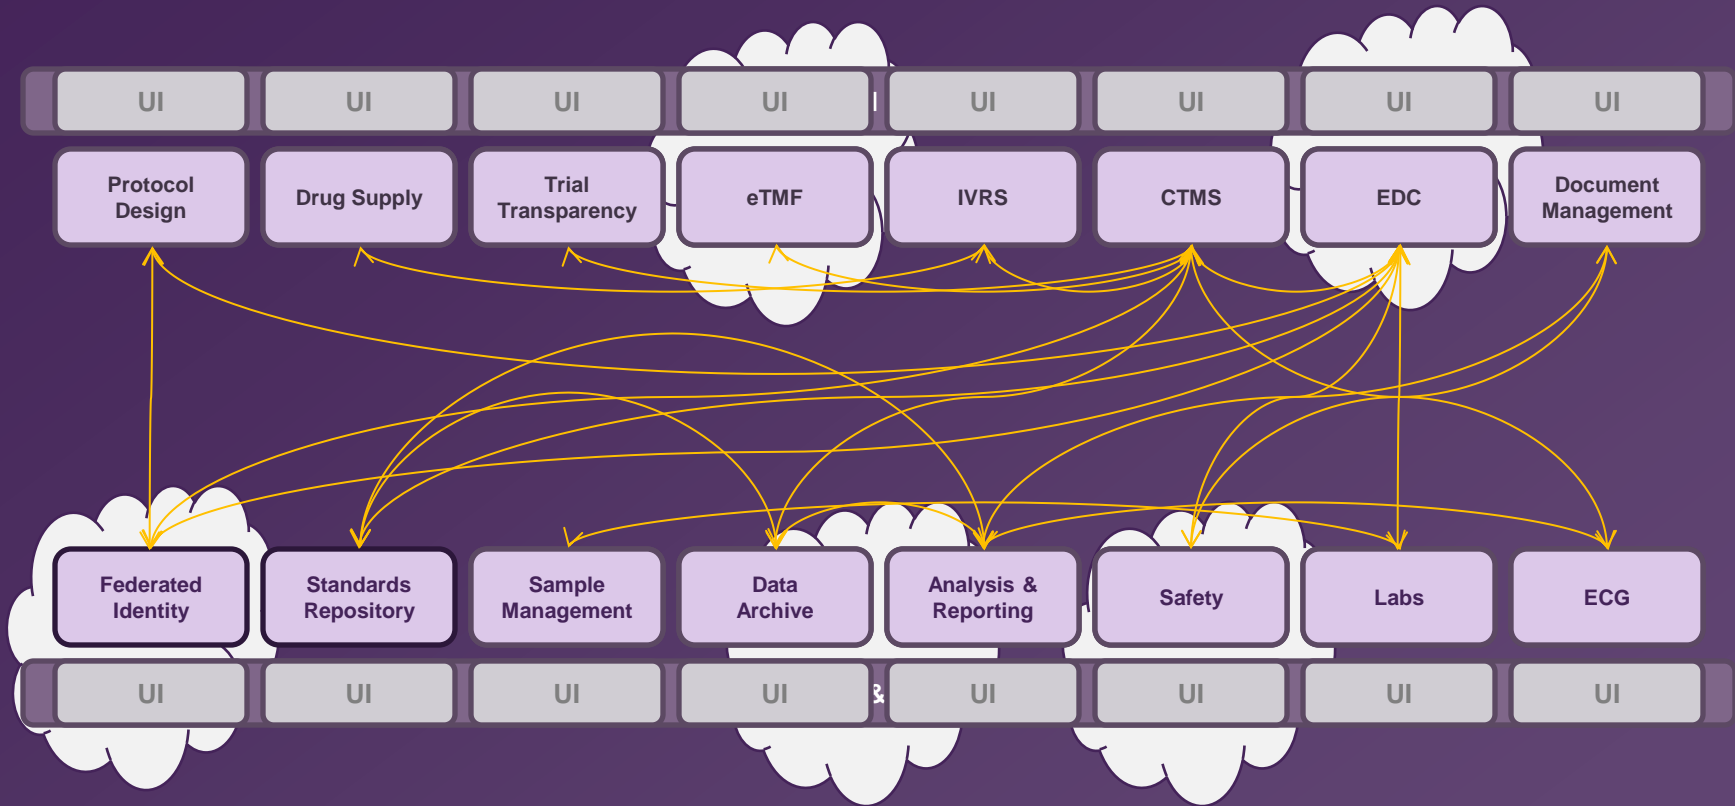 UI UI UI UI UI UI UI UI
Protocol
Design
Drug Supply
Trial
Transparency
eTMF
IVRS
CTMS
EDC
Document
Management
Federated
Identity
Standards
Repository
Sample
Management
Data
Archive
Analysis &
Reporting
Safety
Labs
ECG
UI UI UI UI & UI UI UI UI